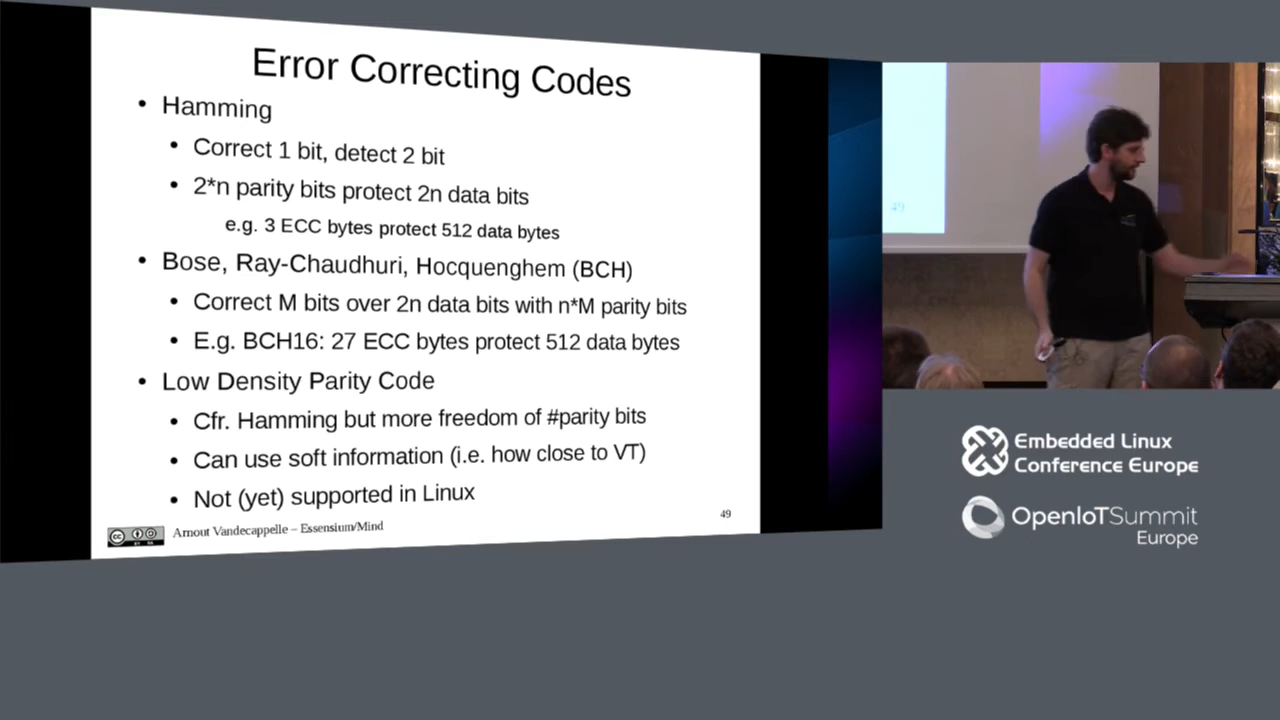 Error Correcting Codes
• Hamming
• Correct 1 bit, detect 2 bit
• 2*n parity bits protect 2n data bits
e.g. 3 ECC bytes protect 512 data bytes
• Bose, Ray-Chaudhuri, Hocquenghem (BCH)
• Correct M bits over 2n data bits with n*M parity bits
• E.g. BCH16: 27 ECC bytes protect 512 data bytes
• Low Density Parity Code
• Cfr. Hamming but more freedom of #parity bits
• Can use soft information (i.e. how close to VT)
• Not (yet) supported in Linux
Arnout Vandecappelle – Essensium/Mind
49
cc
BY SA
49
Embedded Linux
Conference Europe
OpenIoTSummit
Europe